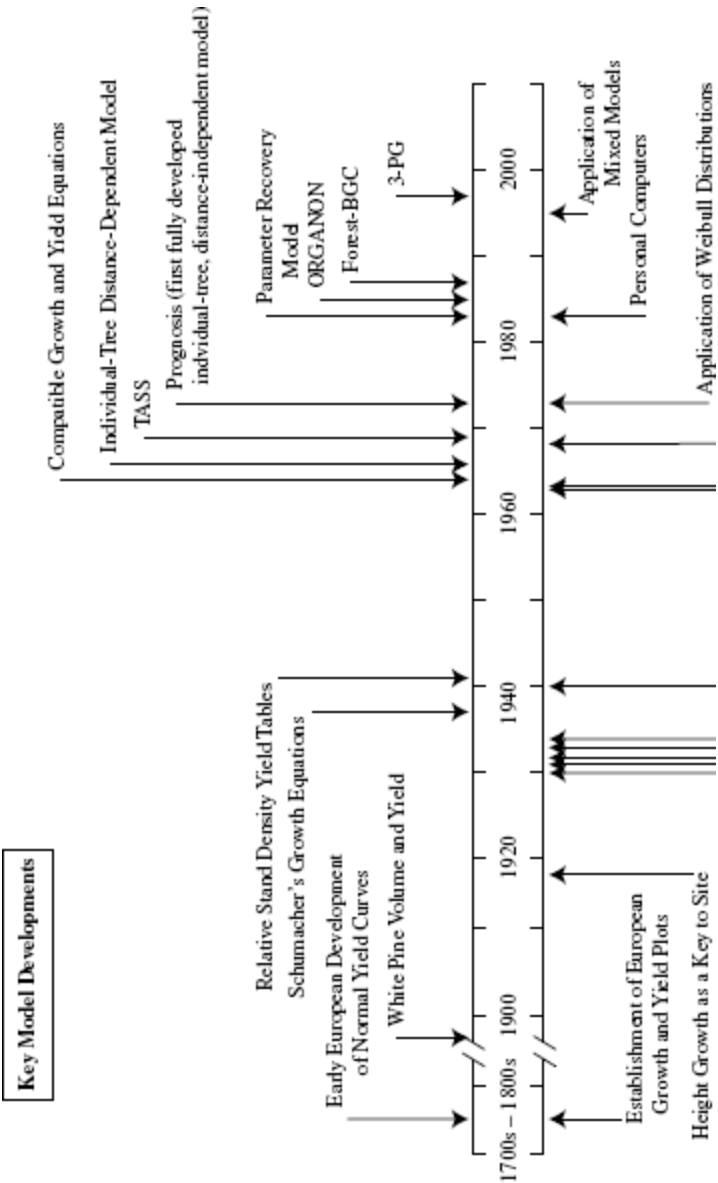 Key Model Developments
Compatible Growth and Yield Equations
Individual-Tree Distance-Dependent Model
TASS
Prognosis (first fully developed
indvidual-tree, distance-independent model)
Relative Stand Density Yield Tables
Schumacher's Growth Equations
Parameter Recovery
Model
ORGANON
Forest-BGC
Early European Development
of Normal Yield Curves
White Pine Volume and Yield
3-PG
1700s – 1800s
1900
1920
1940
1960
1980
2000
Application of
Mixed Models
Personal Computers
Establishment of European
Growth and Yield Plots
Height Growth as a Key to Site
Application of Weibull Distributions